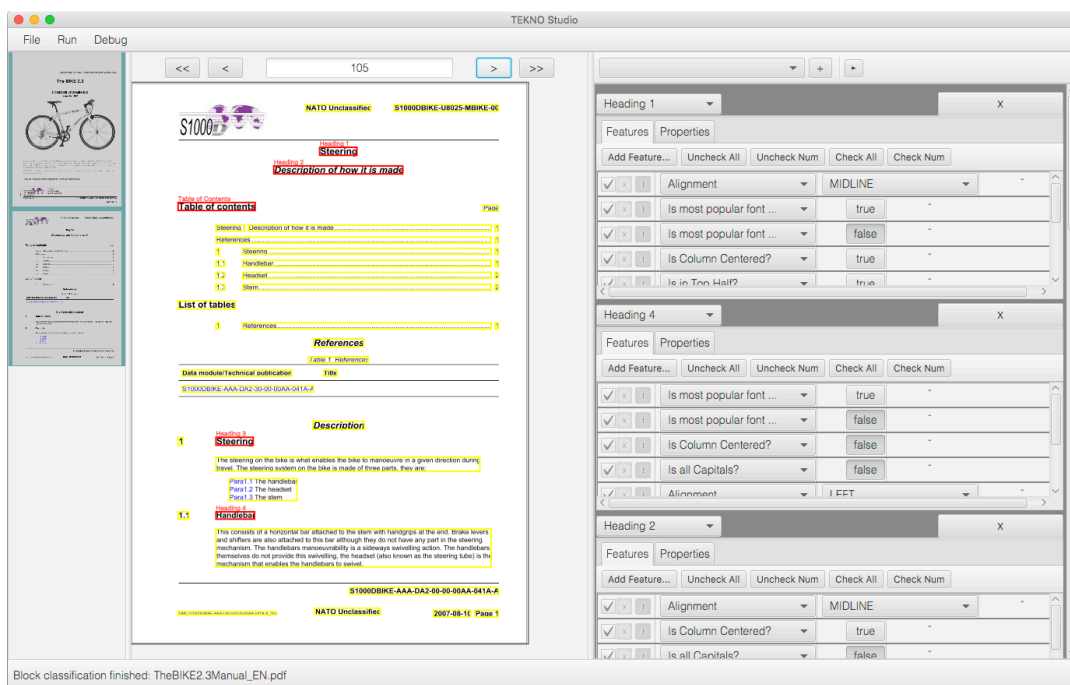 TEKNO Studio
File Run Debug
<< < 105 > >>
The BIKE 2.3
+
S1000D
NATO Unclassified S1000DBIKE-U8025-MBIKE-00
Heading 1
Steering
Heading 2
Description of how it is made
Table of Contents
Table of contents Page
Steering - Description of how it is made 1
References 1
1 Steering 1
1.1 Handlebar 1
1.2 Headset 2
1.3 Stem 2
List of tables
1 References 1
References
Table 1 References
Data module/Technical publication Title
S1000DBIKE-AAA-DA2-30-00-00AA-041A-A
Description
Heading 3
1 Steering
The steering on the bike is what enables the bike to manoeuvre in a given direction during
travel. The steering system on the bike is made of three parts, they are:
Para1.1 The handlebar
Para1.2 The headset
Para1.3 The stem
Heading 4
1.1 Handlebar
This consists of a horizontal bar attached to the stem with handgrips at the end. Brake levers
and shifters are also attached to this bar although they do not have any part in the steering
mechanism. The handlebars manoeuvrability is a sideways swivelling action. The handlebars
themselves do not provide this swivelling, the headset (also known as the steering tube) is the
mechanism that enables the handlebars to swivel.
S1000DBIKE-AAA-DA2-00-00-00AA-041A-A
NATO Unclassified 2007-08-10 Page 1
Heading 1 X
Features Properties
Add Feature... Uncheck All Uncheck Num Check All Check Num
x ! Alignment MIDLINE -
x ! Is most popular font ... true -
x ! Is most popular font ... false -
x ! Is Column Centered? true -
Is in Top Half? true
Heading 4 X
Features Properties
Add Feature... Uncheck All Uncheck Num Check All Check Num
x ! Is most popular font ... true -
x ! Is most popular font ... false -
x ! Is Column Centered? false -
x ! Is all Capitals? false -
Alignment LEFT -
Heading 2 X
Features Properties
Add Feature... Uncheck All Uncheck Num Check All Check Num
x ! Alignment MIDLINE -
x ! Is Column Centered? true -
Is all Capitals? false
Block classification finished: TheBIKE2.3Manual_EN.pdf